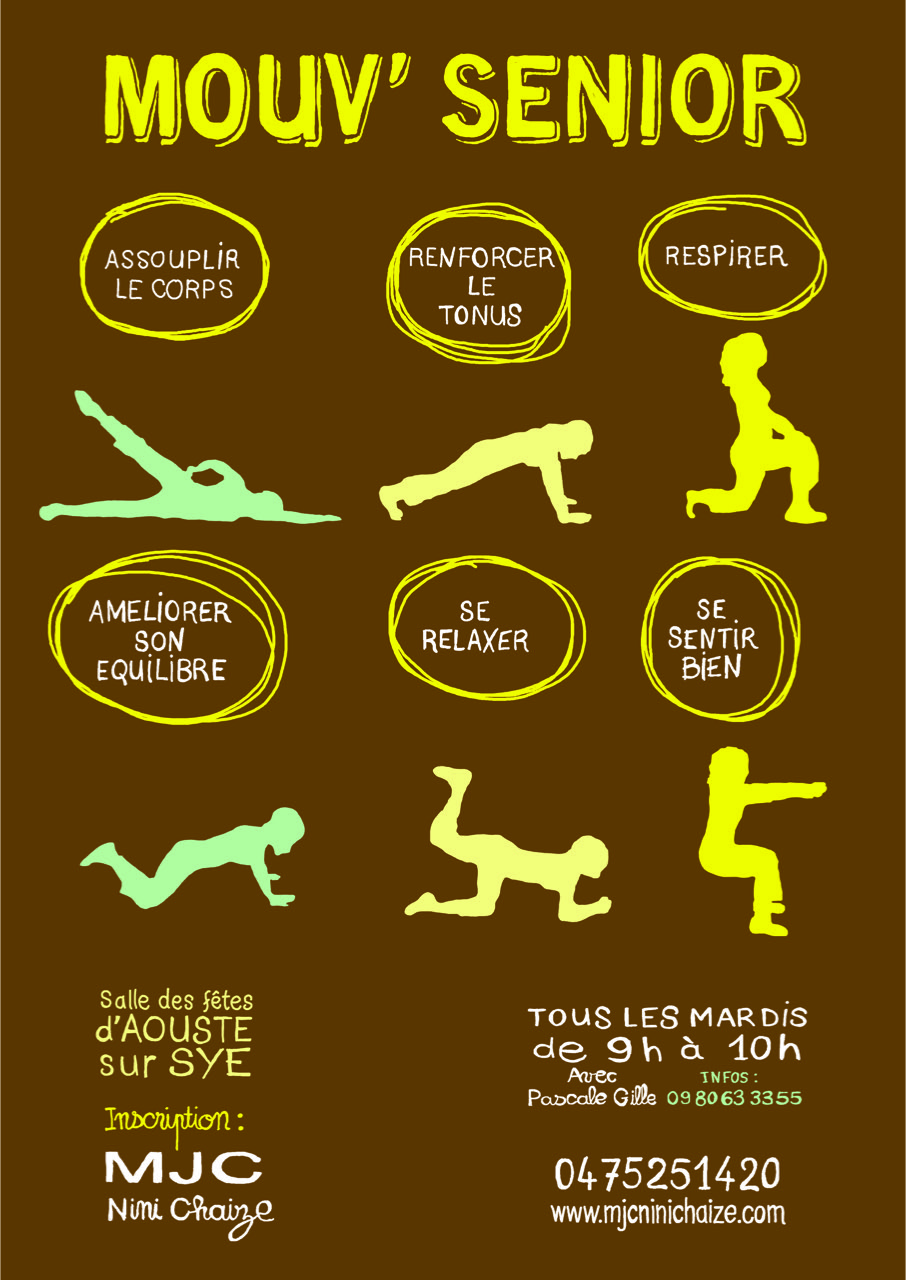 MOUV' SENIOR
ASSOUPLiR
LE CORPS
RENFORCER
LE
TONUS
RESPiRER
AMELiORER
SON
EQUiLiBRE
SE
RELAXER
SE
SENTiR
BiEN
Salle des fêtes
d'AOUSTE
sur SYE
Inscription :
MJC
Nini Chaize
TOUS LES MARDiS
de 9h à 10h
Avec
Pascale Gille
INFOS :
09 80 63 33 55
0475251420
www.mjcninichaize.com